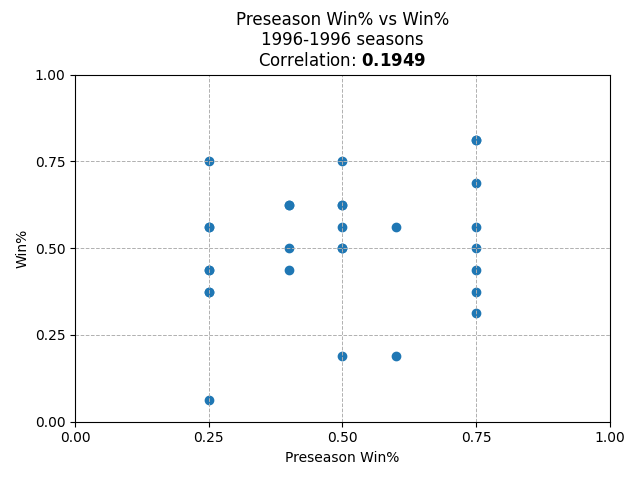 Preseason Win% vs Win%
1996-1996 seasons
Correlation: 0.1949
1.00
0.75
Win%
0.50
0.25
0.00
0.00 0.25 0.50 0.75 1.00
Preseason Win%